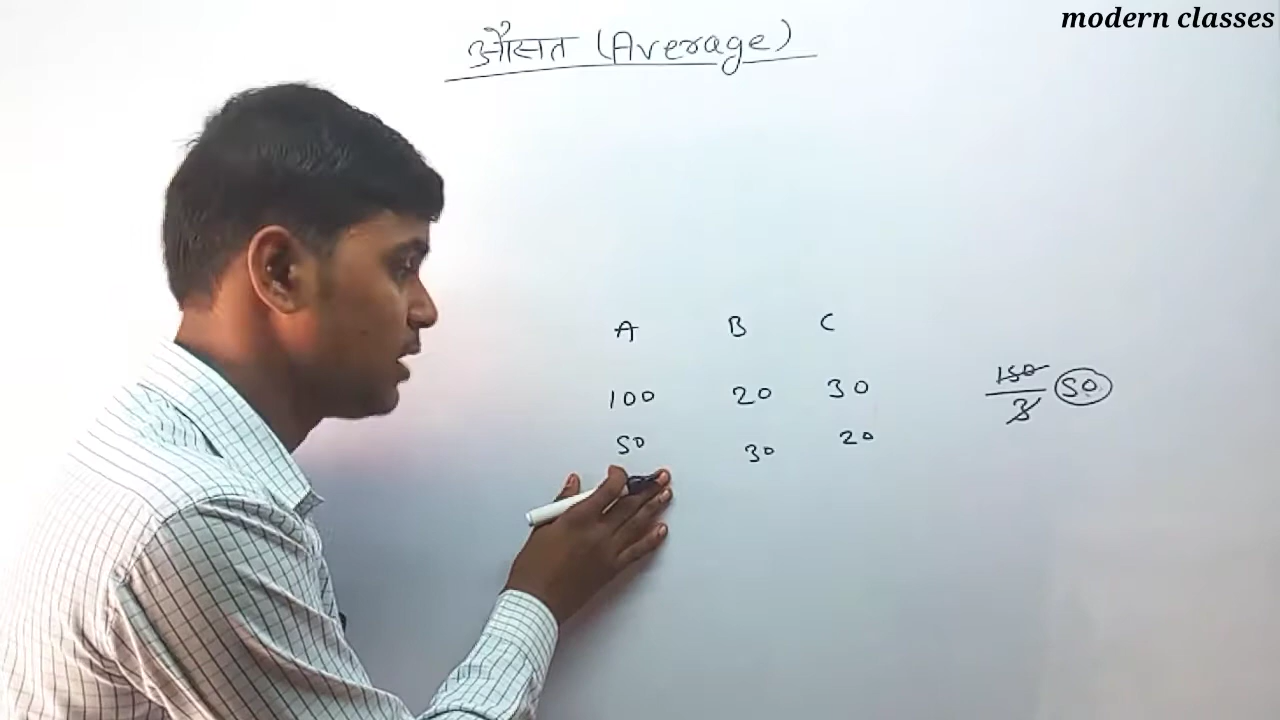 modern classes
औसत (Average)
A B C
100 20 30 150/3 50
50 30 20